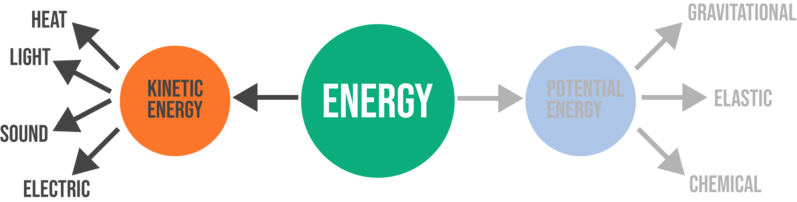 HEAT
LIGHT
SOUND
ELECTRIC
KINETIC
ENERGY
ENERGY
POTENTIAL
ENERGY
GRAVITATIONAL
ELASTIC
CHEMICAL